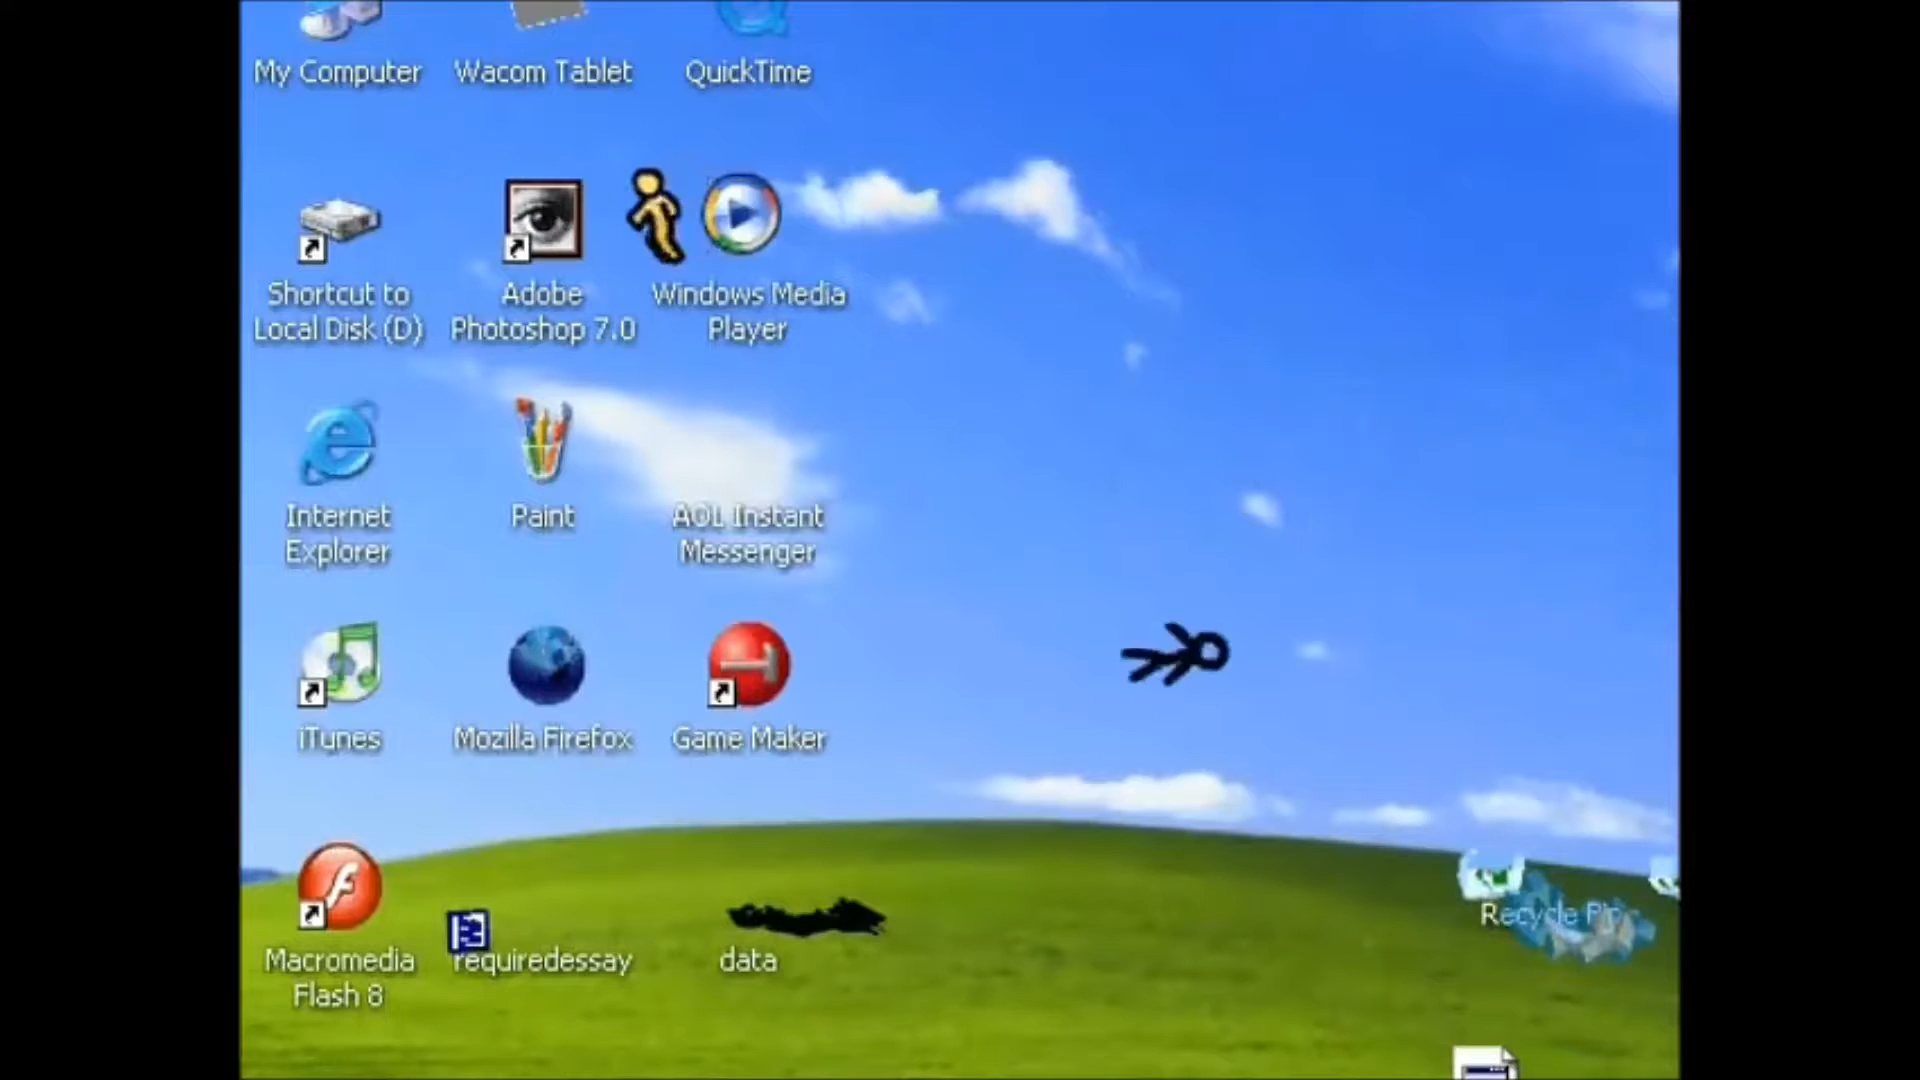 My Computer
Wacom Tablet
QuickTime
Shortcut to
Local Disk (D)
Adobe
Photoshop 7.0
Windows Media
Player
Internet
Explorer
Paint
AOL Instant
Messenger
iTunes
Mozilla Firefox
Game Maker
Macromedia
Flash 8
requiredessay
data
Recycle Bin